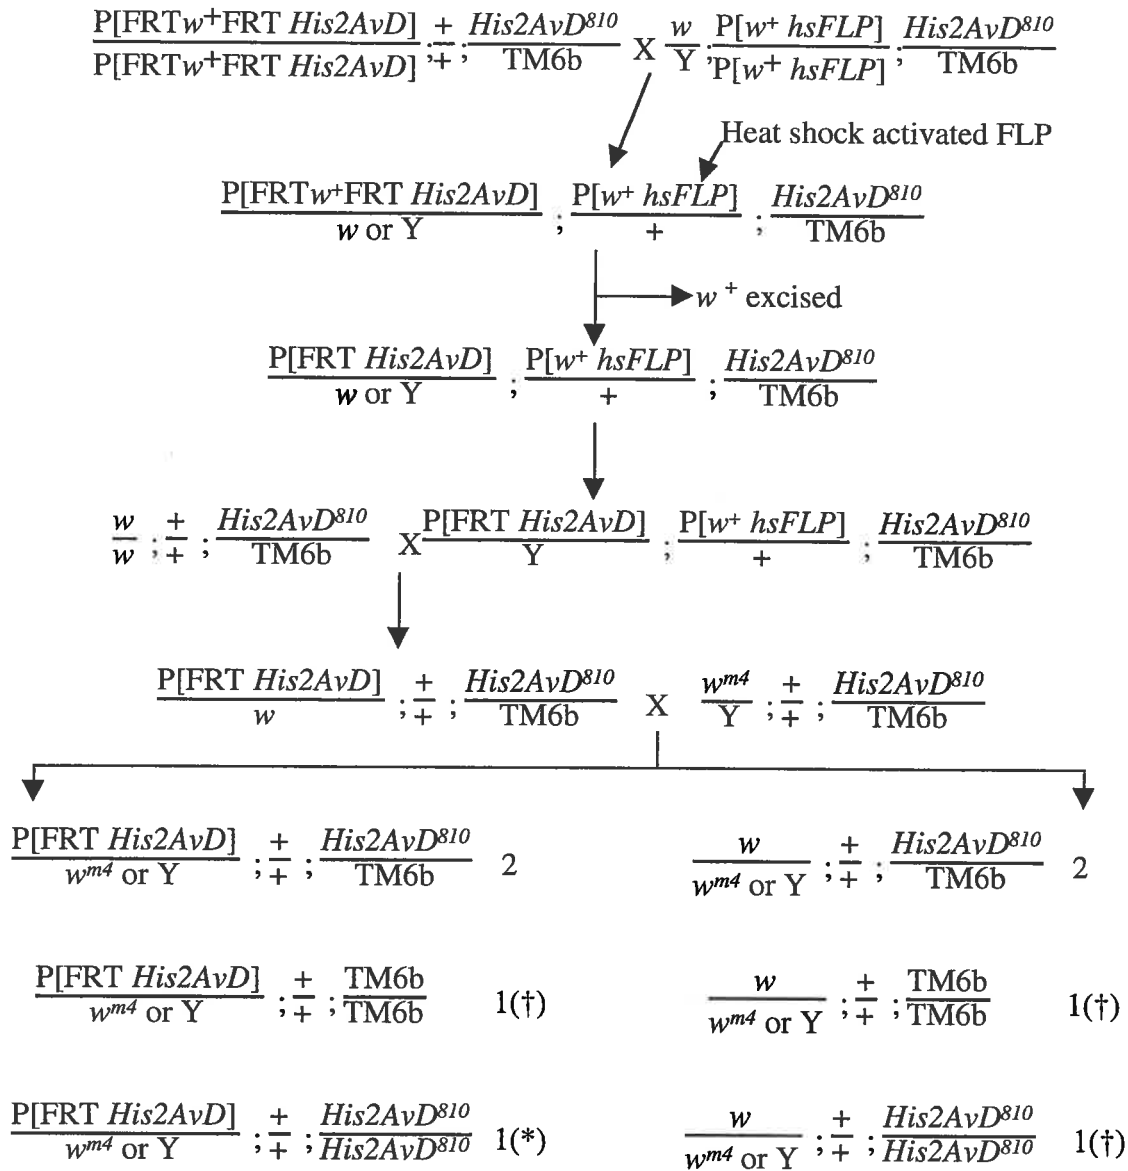 P[FRTw⁺FRT His2AvD] ; + ; His2AvD⁸¹⁰ X w ; P[w⁺ hsFLP] ; His2AvD⁸¹⁰
P[FRTw⁺FRT His2AvD] + TM6b Y P[w⁺ hsFLP] TM6b
Heat shock activated FLP
P[FRTw⁺FRT His2AvD] ; P[w⁺ hsFLP] ; His2AvD⁸¹⁰
w or Y + TM6b
w⁺ excised
P[FRT His2AvD] ; P[w⁺ hsFLP] ; His2AvD⁸¹⁰
w or Y + TM6b
w ; + ; His2AvD⁸¹⁰ X P[FRT His2AvD] ; P[w⁺ hsFLP] ; His2AvD⁸¹⁰
w + TM6b Y + TM6b
P[FRT His2AvD] ; + ; His2AvD⁸¹⁰ X wᵐ⁴ ; + ; His2AvD⁸¹⁰
w + TM6b Y + TM6b
P[FRT His2AvD] ; + ; His2AvD⁸¹⁰ 2 w ; + ; His2AvD⁸¹⁰ 2
wᵐ⁴ or Y + TM6b wᵐ⁴ or Y + TM6b
P[FRT His2AvD] ; + ; TM6b 1(†) w ; + ; TM6b 1(†)
wᵐ⁴ or Y + TM6b wᵐ⁴ or Y + TM6b
P[FRT His2AvD] ; + ; His2AvD⁸¹⁰ 1(*) w ; + ; His2AvD⁸¹⁰ 1(†)
wᵐ⁴ or Y + His2AvD⁸¹⁰ wᵐ⁴ or Y + His2AvD⁸¹⁰